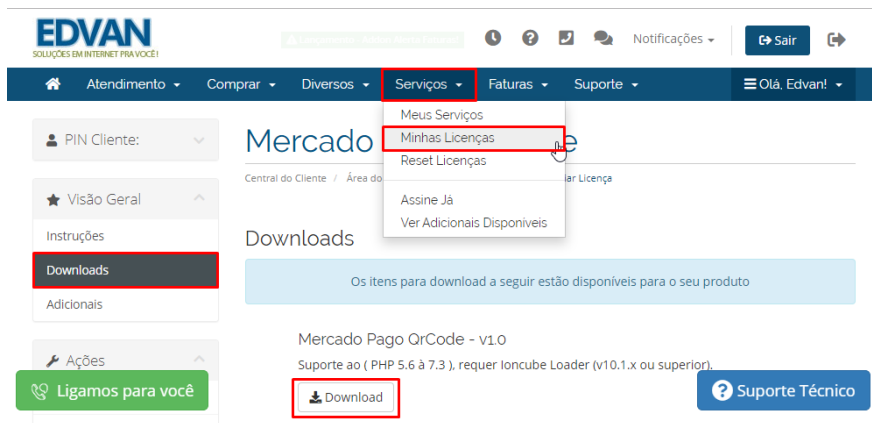 EDVAN
SOLUÇÕES EM INTERNET PRA VOCÊ!
Notificações
Sair
Atendimento
Comprar
Diversos
Serviços
Faturas
Suporte
Olá, Edvan!
Meus Serviços
Minhas Licenças
Reset Licenças
Assine Já
Ver Adicionais Disponiveis
PIN Cliente:
Visão Geral
Instruções
Downloads
Adicionais
Ações
Ligamos para você
Mercado
Central do Cliente / Área do
Licença
Downloads
Os itens para download a seguir estão disponíveis para o seu produto
Mercado Pago QrCode - v1.0
Suporte ao ( PHP 5.6 à 7.3 ), requer Ioncube Loader (v10.1.x ou superior).
Download
Suporte Técnico